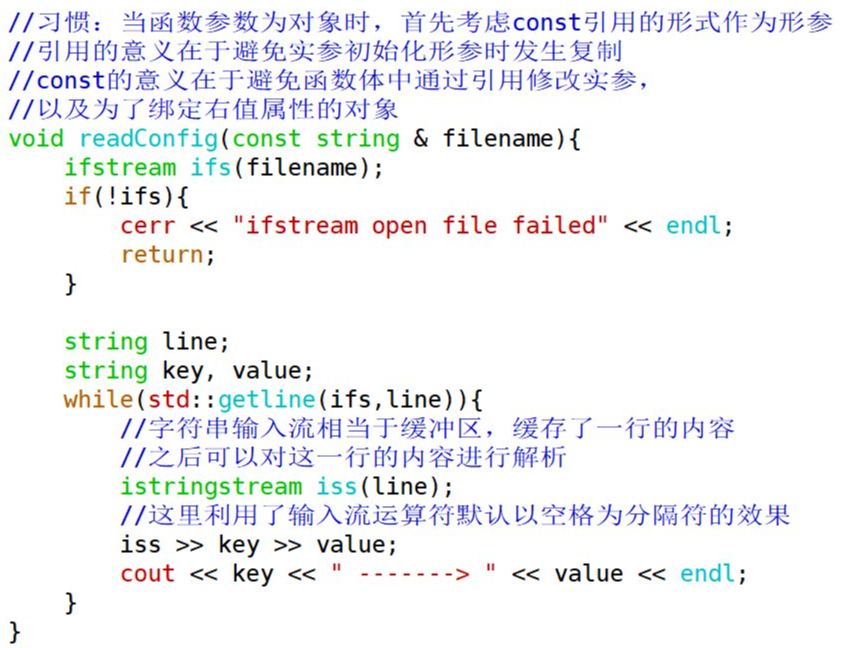 //习惯：当函数参数为对象时，首先考虑const引用的形式作为形参
//引用的意义在于避免实参初始化形参时发生复制
//const的意义在于避免函数体中通过引用修改实参，
//以及为了绑定右值属性的对象
void readConfig(const string & filename){
    ifstream ifs(filename);
    if(!ifs){
        cerr << "ifstream open file failed" << endl;
        return;
    }

    string line;
    string key, value;
    while(std::getline(ifs,line)){
        //字符串输入流相当于缓冲区，缓存了一行的内容
        //之后可以对这一行的内容进行解析
        istringstream iss(line);
        //这里利用了输入流运算符默认以空格为分隔符的效果
        iss >> key >> value;
        cout << key << " -------> " << value << endl;
    }
}